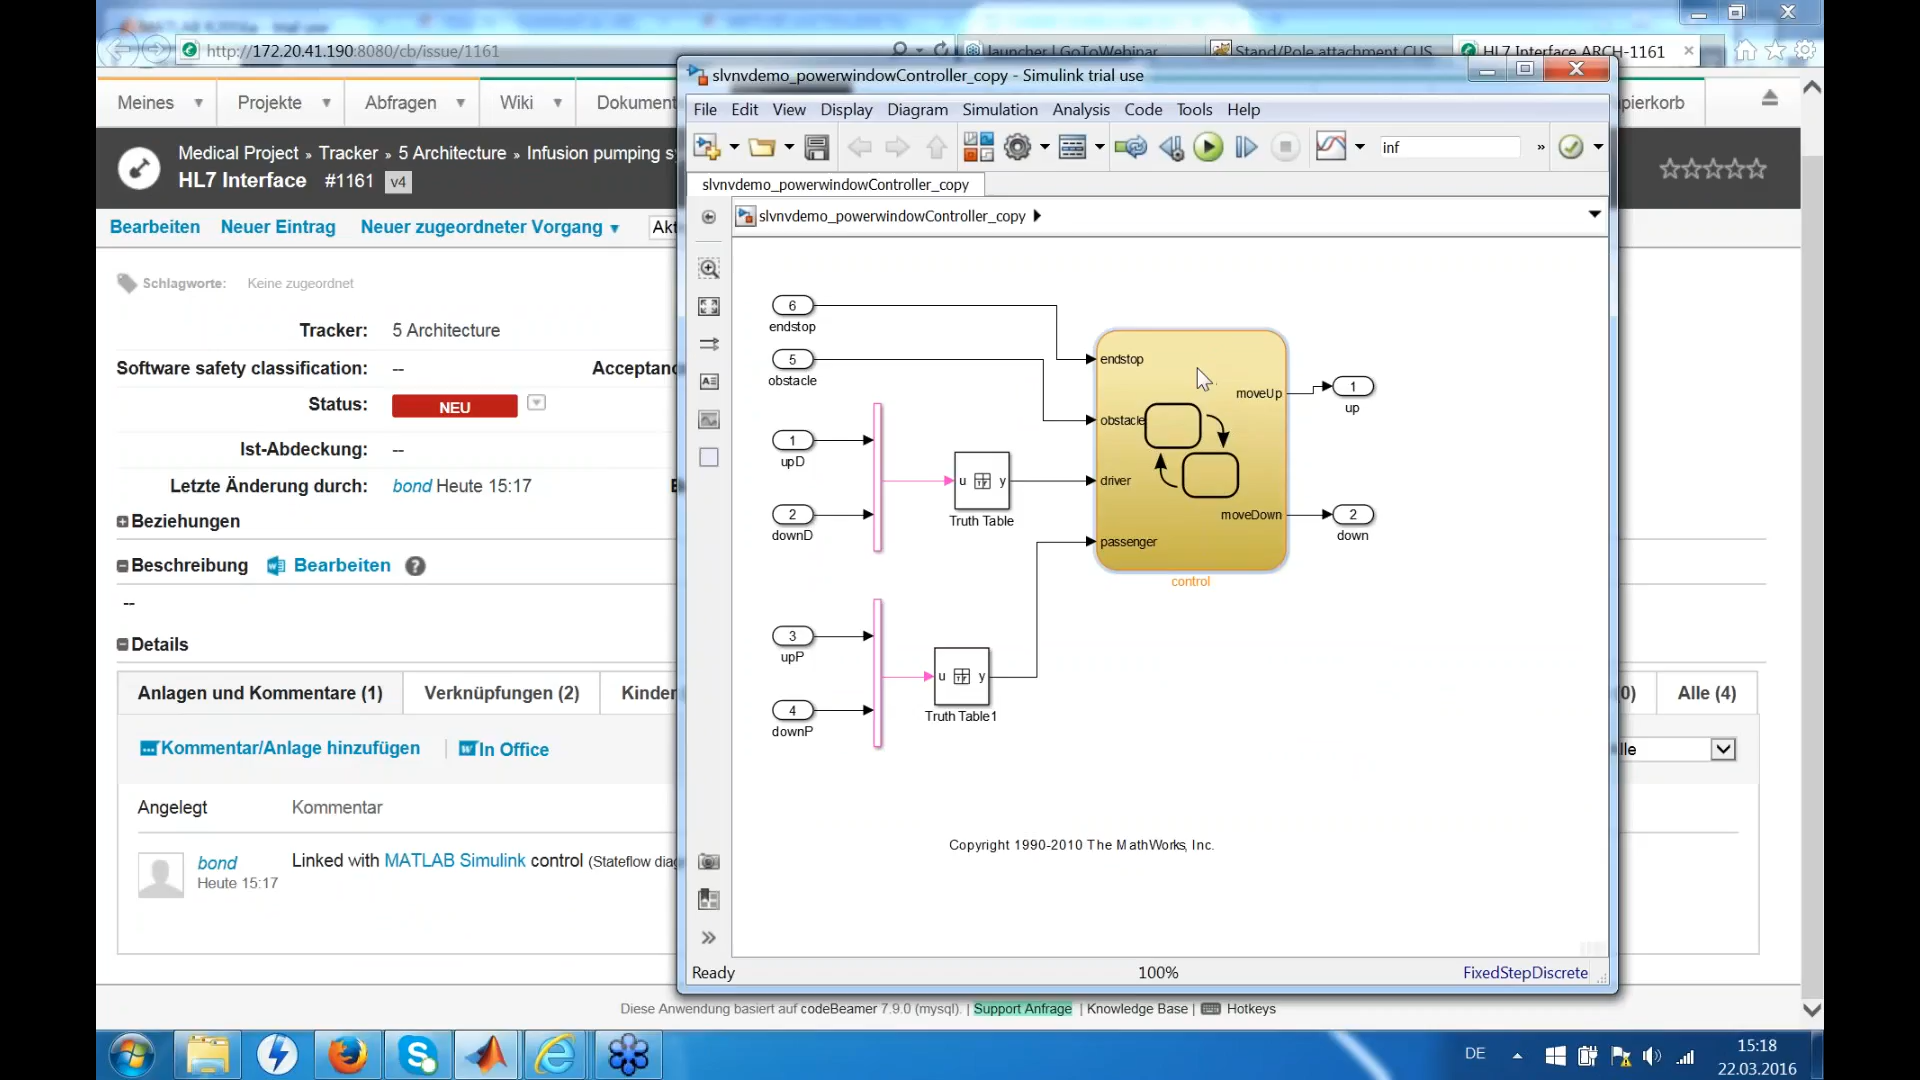 http://172.20.41.190:8080/cb/issue/1161
launcher | GoToWebinar
Stand/Pole attachment CUS...
HL7 Interface ARCH-1161
Meines
Projekte
Abfragen
Wiki
Dokument
pierkorb
Medical Project » Tracker » 5 Architecture » Infusion pumping sy
HL7 Interface #1161 v4
Bearbeiten
Neuer Eintrag
Neuer zugeordneter Vorgang
Akt
Schlagworte: Keine zugeordnet
Tracker: 5 Architecture
Software safety classification: --
Acceptanc
Status: NEU
Ist-Abdeckung: --
Letzte Änderung durch: bond Heute 15:17
Beziehungen
Beschreibung Bearbeiten ?
--
Details
Anlagen und Kommentare (1)
Verknüpfungen (2)
Kinder
0)
Alle (4)
Kommentar/Anlage hinzufügen
In Office
lle
Angelegt
Kommentar
bond
Heute 15:17
Linked with MATLAB Simulink control (Stateflow diag
Diese Anwendung basiert auf codeBeamer 7.9.0 (mysql). | Support Anfrage | Knowledge Base | Hotkeys
slvnvdemo_powerwindowController_copy - Simulink trial use
File Edit View Display Diagram Simulation Analysis Code Tools Help
inf
»
slvnvdemo_powerwindowController_copy
slvnvdemo_powerwindowController_copy
6
endstop
5
obstacle
1
upD
2
downD
3
upP
4
downP
u y
Truth Table
u y
Truth Table1
endstop
obstacle
driver
passenger
moveUp
moveDown
control
1
up
2
down
Copyright 1990-2010 The MathWorks, Inc.
Ready
100%
FixedStepDiscrete
DE
15:18
22.03.2016